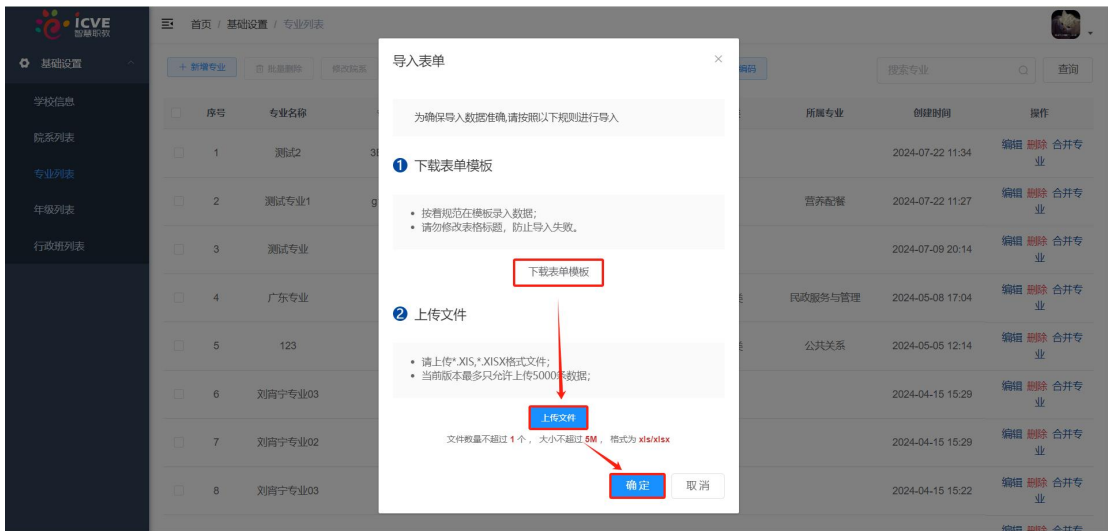 iCVE
智慧职教
首页 / 基础设置 / 专业列表
基础设置
学校信息
院系列表
专业列表
年级列表
行政班列表
+ 新增专业 批量删除 修改院系 编码 搜索专业 查询
序号 专业名称 所属专业 创建时间 操作
1 测试2 2024-07-22 11:34 编辑 删除 合并专业
2 测试专业1 营养配餐 2024-07-22 11:27 编辑 删除 合并专业
3 测试专业 2024-07-09 20:14 编辑 删除 合并专业
4 广东专业 民政服务与管理 2024-05-08 17:04 编辑 删除 合并专业
5 123 公共关系 2024-05-05 12:14 编辑 删除 合并专业
6 刘宵宁专业03 2024-04-15 15:29 编辑 删除 合并专业
7 刘宵宁专业02 2024-04-15 15:29 编辑 删除 合并专业
8 刘宵宁专业03 2024-04-15 15:22 编辑 删除 合并专业
导入表单
为确保导入数据准确,请按照以下规则进行导入
1 下载表单模板
按着规范在模板录入数据;
请勿修改表格标题，防止导入失败。
下载表单模板
2 上传文件
请上传*.XIS,*.XISX格式文件;
当前版本最多只允许上传5000条数据;
上传文件
文件数量不超过 1 个 ， 大小不超过 5M ， 格式为 xls/xlsx
确 定 取 消